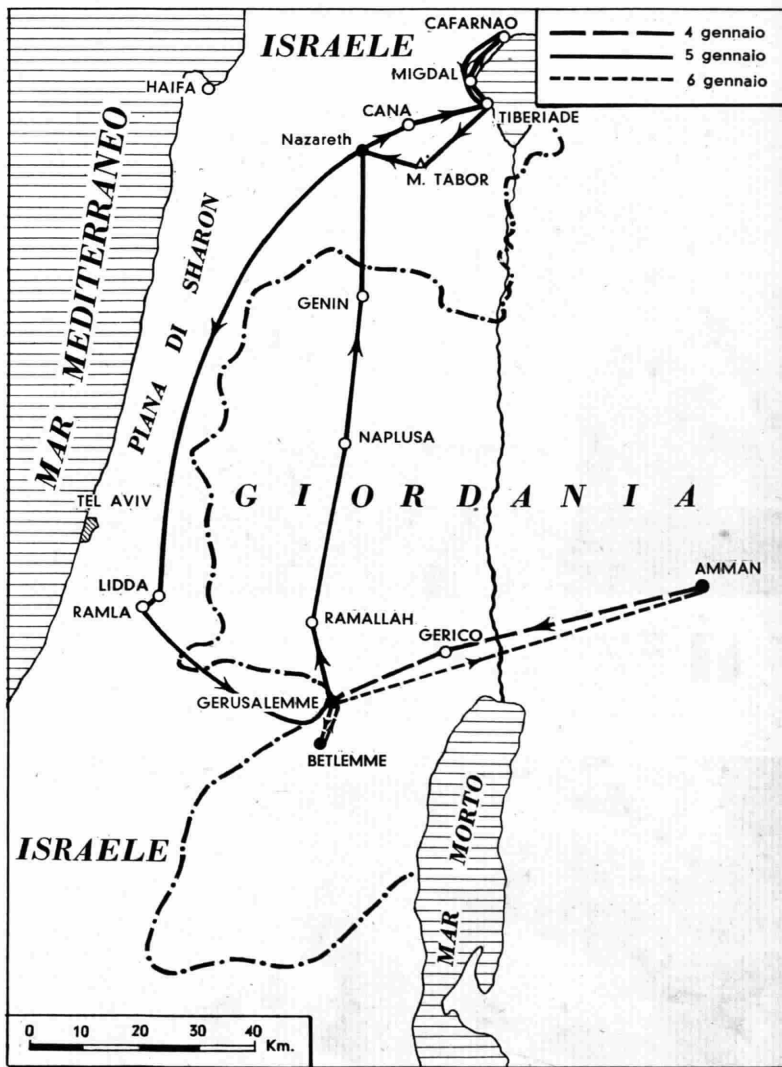 CAFARNAO
ISRAELE
4 gennaio
5 gennaio
6 gennaio
MIGDAL
HAIFA
CANA
TIBERIADE
Nazareth
M. TABOR
MAR MEDITERRANEO
PIANA DI SHARON
GENIN
NAPLUSA
GIORDANIA
TEL AVIV
AMMAN
LIDDA
RAMLA
RAMALLAH
GERICO
GERUSALEMME
BETLEMME
ISRAELE
MAR MORTO
0 10 20 30 40
Km.